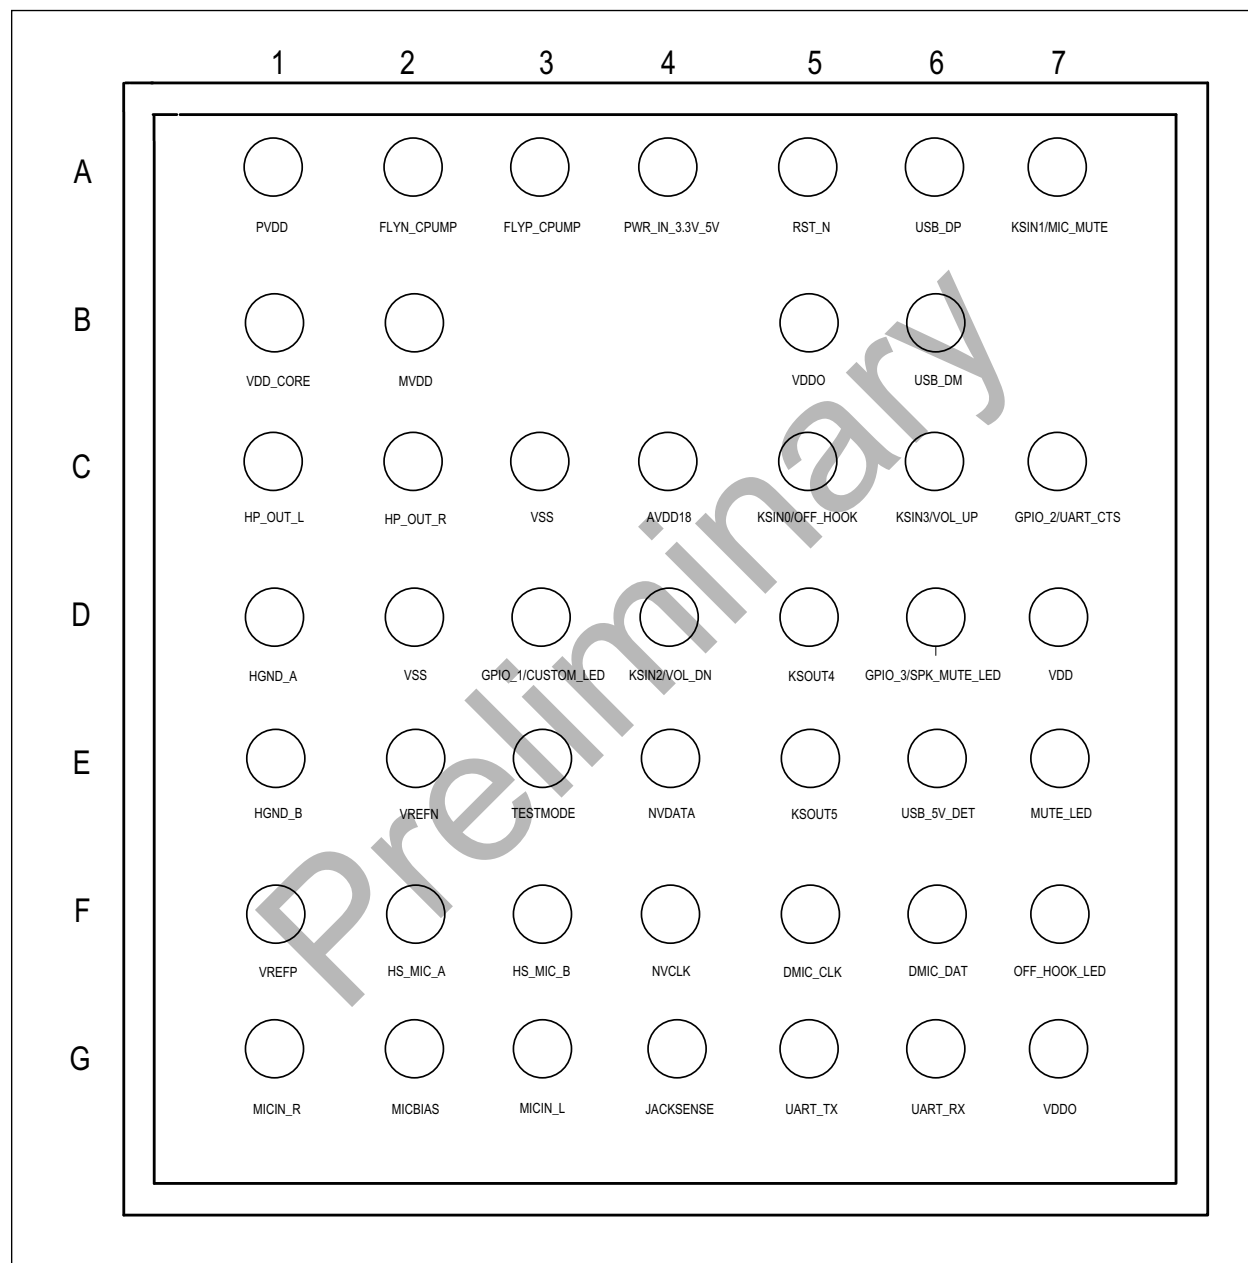 1 2 3 4 5 6 7
A
PVDD FLYN_CPUMP FLYP_CPUMP PWR_IN_3.3V_5V RST_N USB_DP KSIN1/MIC_MUTE
B
VDD_CORE MVDD VDDO USB_DM
C
HP_OUT_L HP_OUT_R VSS AVDD18 KSIN0/OFF_HOOK KSIN3/VOL_UP GPIO_2/UART_CTS
D
HGND_A VSS GPIO_1/CUSTOM_LED KSIN2/VOL_DN KSOUT4 GPIO_3/SPK_MUTE_LED VDD
E
HGND_B VREFN TESTMODE NVDATA KSOUT5 USB_5V_DET MUTE_LED
F
VREFP HS_MIC_A HS_MIC_B NVCLK DMIC_CLK DMIC_DAT OFF_HOOK_LED
G
MICIN_R MICBIAS MICIN_L JACKSENSE UART_TX UART_RX VDDO
Preliminary